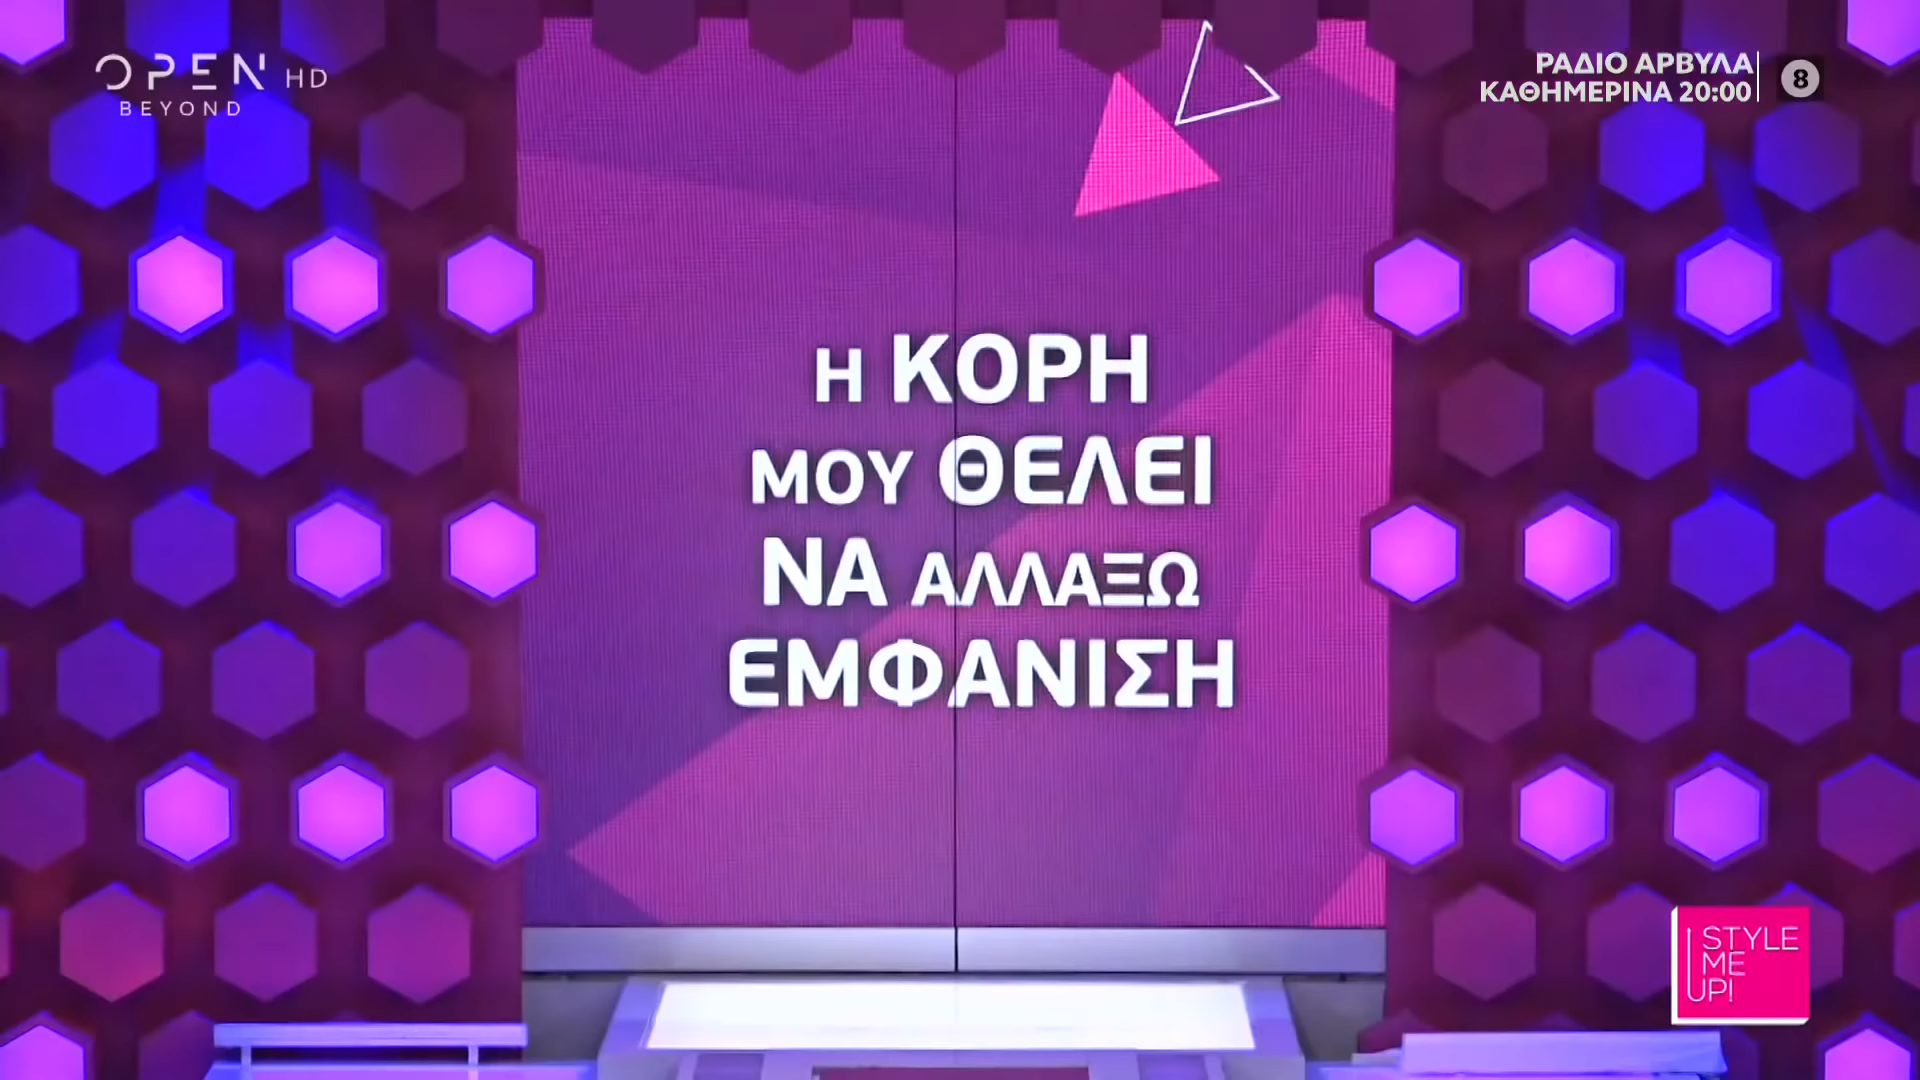 OPEN HD
BEYOND
ΡΑΔΙΟ ΑΡΒΥΛΑ
ΚΑΘΗΜΕΡΙΝΑ 20:00
8
Η ΚΟΡΗ
ΜΟΥ ΘΕΛΕΙ
ΝΑ ΑΛΛΑΞΩ
ΕΜΦΑΝΙΣΗ
STYLE
ME
UP!